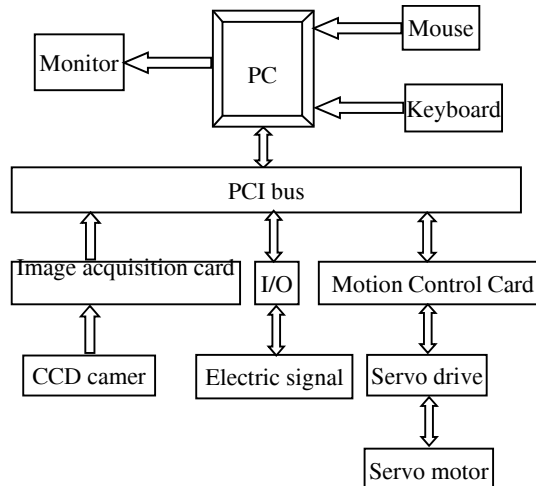 Mouse
Monitor
PC
Keyboard
PCI bus
Image acquisition card
I/O
Motion Control Card
CCD camer
Electric signal
Servo drive
Servo motor